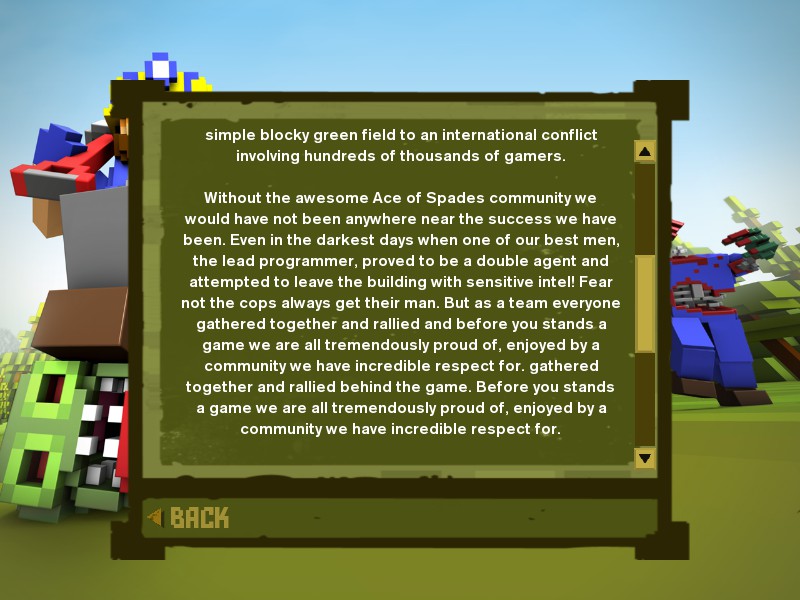 simple blocky green field to an international conflict
involving hundreds of thousands of gamers.
Without the awesome Ace of Spades community we
would have not been anywhere near the success we have
been. Even in the darkest days when one of our best men,
the lead programmer, proved to be a double agent and
attempted to leave the building with sensitive intel! Fear
not the cops always get their man. But as a team everyone
gathered together and rallied and before you stands a
game we are all tremendously proud of, enjoyed by a
community we have incredible respect for. gathered
together and rallied behind the game. Before you stands
a game we are all tremendously proud of, enjoyed by a
community we have incredible respect for.
BACK